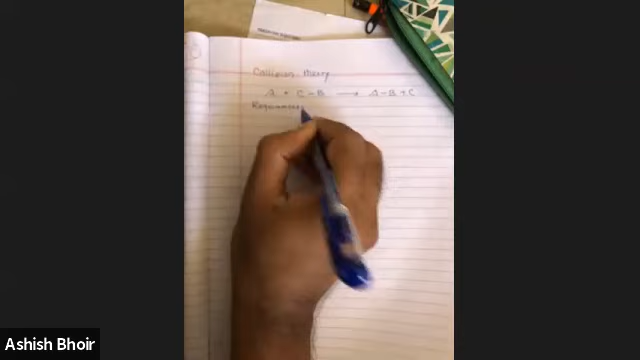 Collision theory
A + C - B → A - B + C
Ashish Bhoir